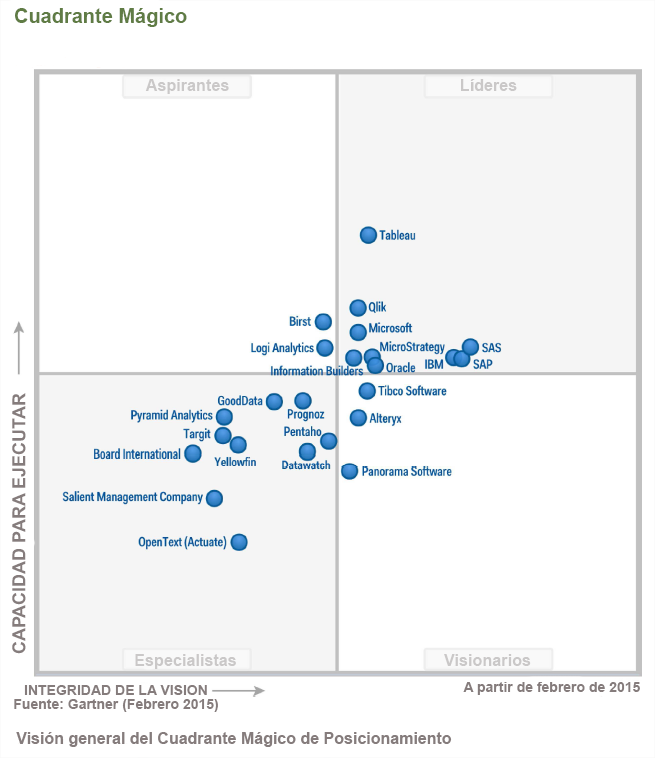 Cuadrante Mágico
Aspirantes
Líderes
Tableau
Qlik
Birst
Microsoft
Logi Analytics
MicroStrategy
SAS
Information Builders
Oracle
IBM
SAP
Tibco Software
GoodData
Prognoz
Pyramid Analytics
Alteryx
Targit
Pentaho
Board International
Yellowfin
Datawatch
Panorama Software
Salient Management Company
OpenText (Actuate)
CAPACIDAD PARA EJECUTAR
Especialistas
Visionarios
INTEGRIDAD DE LA VISION
A partir de febrero de 2015
Fuente: Gartner (Febrero 2015)
Visión general del Cuadrante Mágico de Posicionamiento